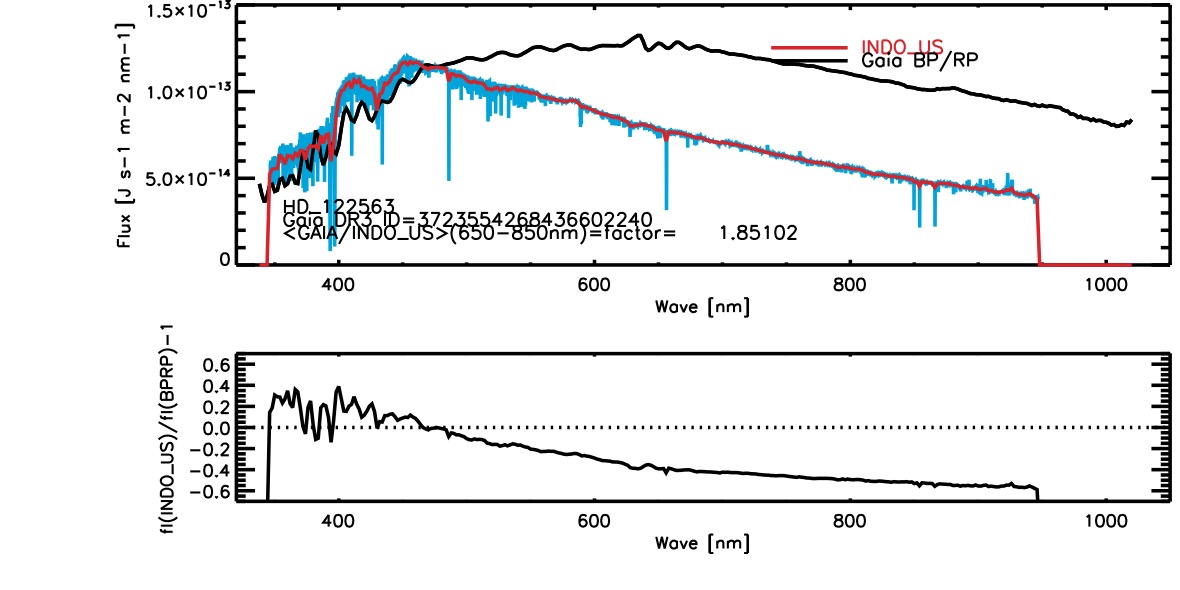 1.5×10⁻¹³
1.0×10⁻¹³
5.0×10⁻¹⁴
0
Flux [J s−1 m−2 nm−1]
INDO_US
Gaia BP/RP
HD_122563
Gaia DR3 ID=3723554268436602240
<GAIA/INDO_US>(650−850nm)=factor= 1.85102
400 600 800 1000
Wave [nm]
fl(INDO_US)/fl(BPRP)−1
0.6
0.4
0.2
0.0
−0.2
−0.4
−0.6
400 600 800 1000
Wave [nm]